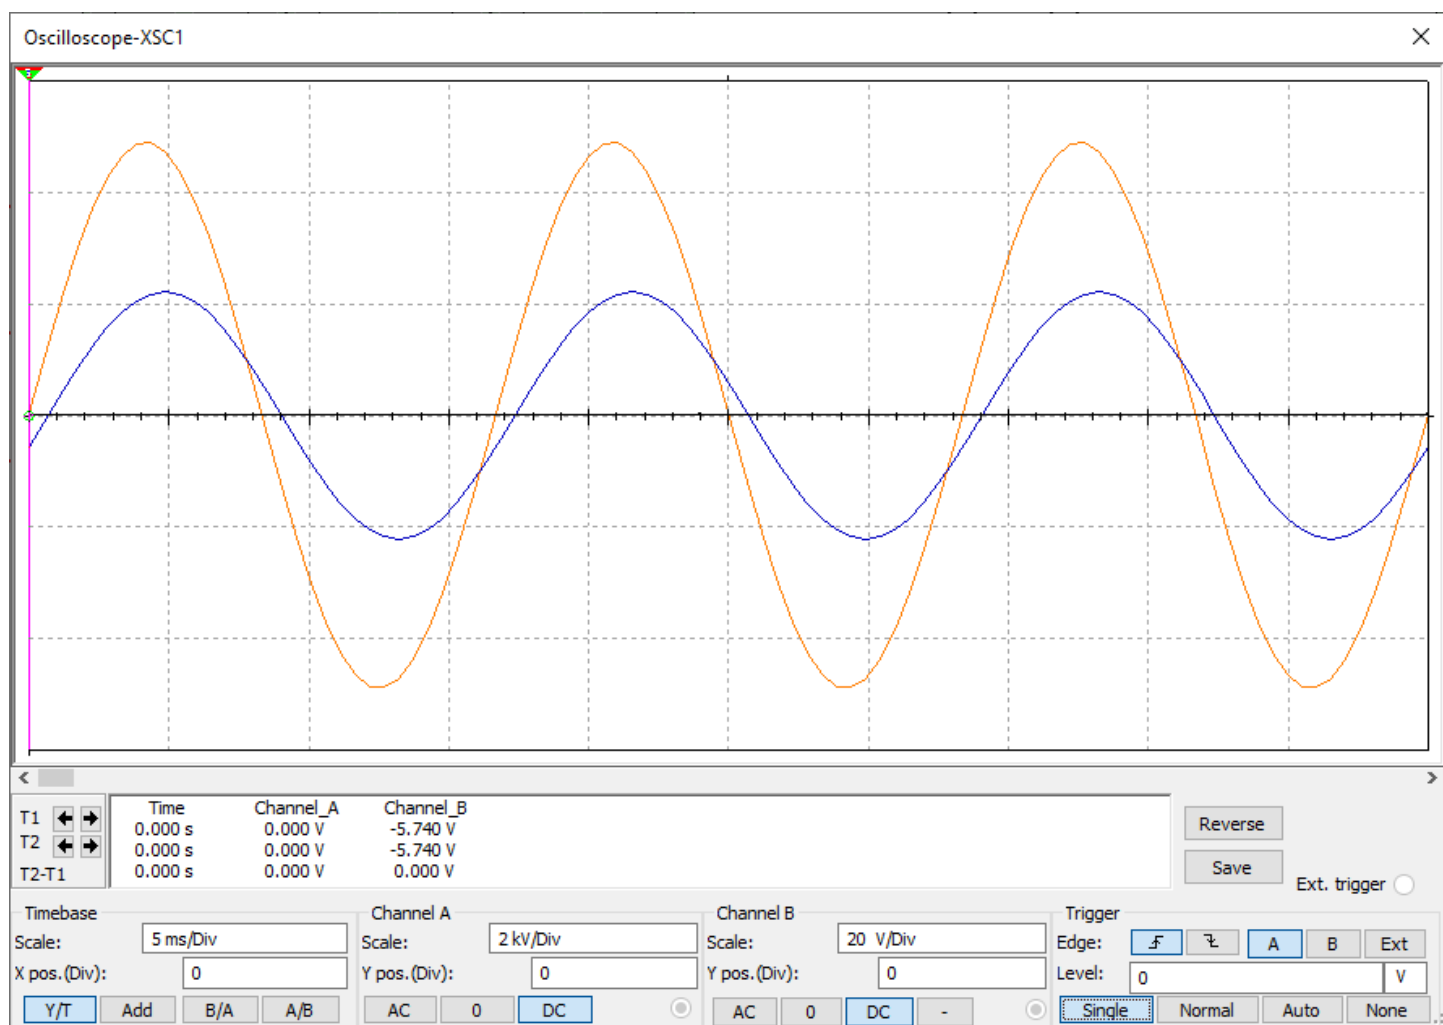 Oscilloscope-XSC1
Time Channel_A Channel_B
T1 0.000 s 0.000 V -5.740 V
T2 0.000 s 0.000 V -5.740 V
T2-T1 0.000 s 0.000 V 0.000 V
Reverse
Save
Ext. trigger
Timebase
Scale: 5 ms/Div
X pos.(Div): 0
Y/T Add B/A A/B
Channel A
Scale: 2 kV/Div
Y pos.(Div): 0
AC 0 DC
Channel B
Scale: 20 V/Div
Y pos.(Div): 0
AC 0 DC -
Trigger
Edge: A B Ext
Level: 0 V
Single Normal Auto None